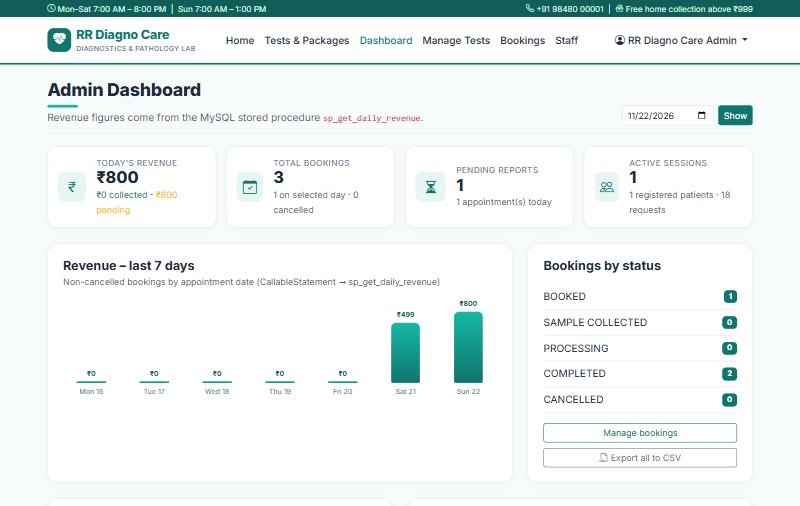 Mon–Sat 7:00 AM – 8:00 PM | Sun 7:00 AM – 1:00 PM
+91 98480 00001 | Free home collection above ₹999
RR Diagno Care
DIAGNOSTICS & PATHOLOGY LAB
Home Tests & Packages Dashboard Manage Tests Bookings Staff
RR Diagno Care Admin
Admin Dashboard
Revenue figures come from the MySQL stored procedure sp_get_daily_revenue.
11/22/2026
Show
TODAY'S REVENUE
₹
₹800
₹0 collected · ₹800
pending
TOTAL BOOKINGS
3
1 on selected day · 0
cancelled
PENDING REPORTS
1
1 appointment(s) today
ACTIVE SESSIONS
1
1 registered patients · 18
requests
Revenue – last 7 days
Non-cancelled bookings by appointment date (CallableStatement → sp_get_daily_revenue)
₹0 ₹0 ₹0 ₹0 ₹0 ₹499 ₹800
Mon 16 Tue 17 Wed 18 Thu 19 Fri 20 Sat 21 Sun 22
Bookings by status
BOOKED 1
SAMPLE COLLECTED 0
PROCESSING 0
COMPLETED 2
CANCELLED 0
Manage bookings
Export all to CSV